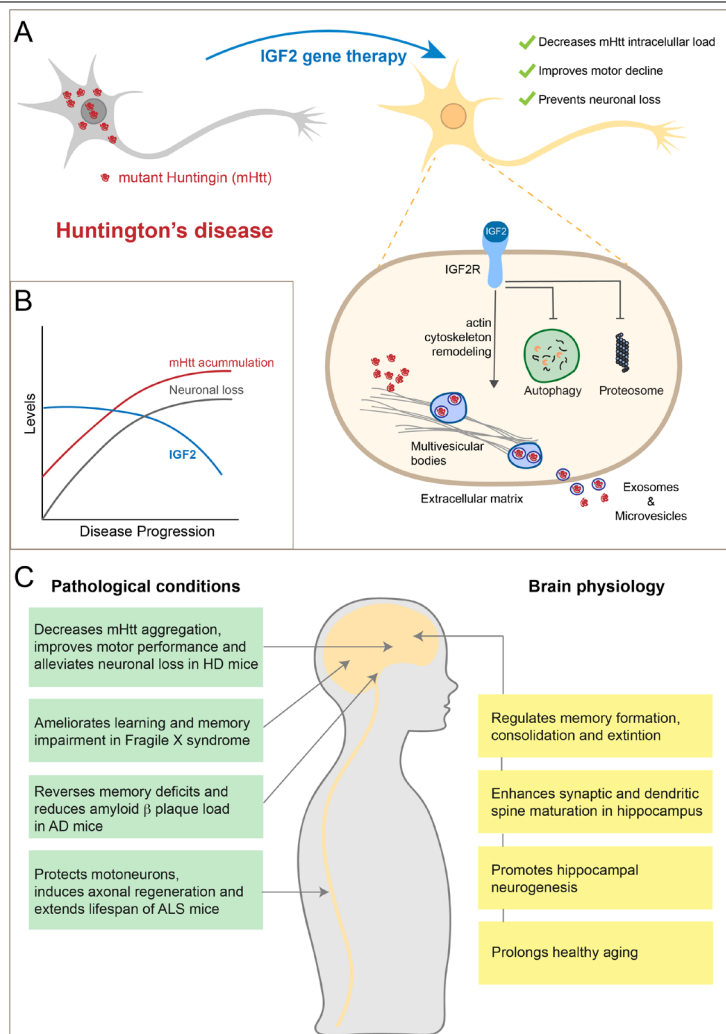 A
IGF2 gene therapy
Decreases mHtt intracelullar load
Improves motor decline
Prevents neuronal loss
mutant Huntingin (mHtt)
Huntington's disease
IGF2
IGF2R
actin
cytoskeleton
remodeling
Autophagy
Proteosome
Multivesicular
bodies
Extracellular matrix
Exosomes
&
Microvesicles
B
Levels
mHtt acummulation
Neuronal loss
IGF2
Disease Progression
C
Pathological conditions
Decreases mHtt aggregation,
improves motor performance and
alleviates neuronal loss in HD mice
Ameliorates learning and memory
impairment in Fragile X syndrome
Reverses memory deficits and
reduces amyloid β plaque load
in AD mice
Protects motoneurons,
induces axonal regeneration and
extends lifespan of ALS mice
Brain physiology
Regulates memory formation,
consolidation and extintion
Enhances synaptic and dendritic
spine maturation in hippocampus
Promotes hippocampal
neurogenesis
Prolongs healthy aging